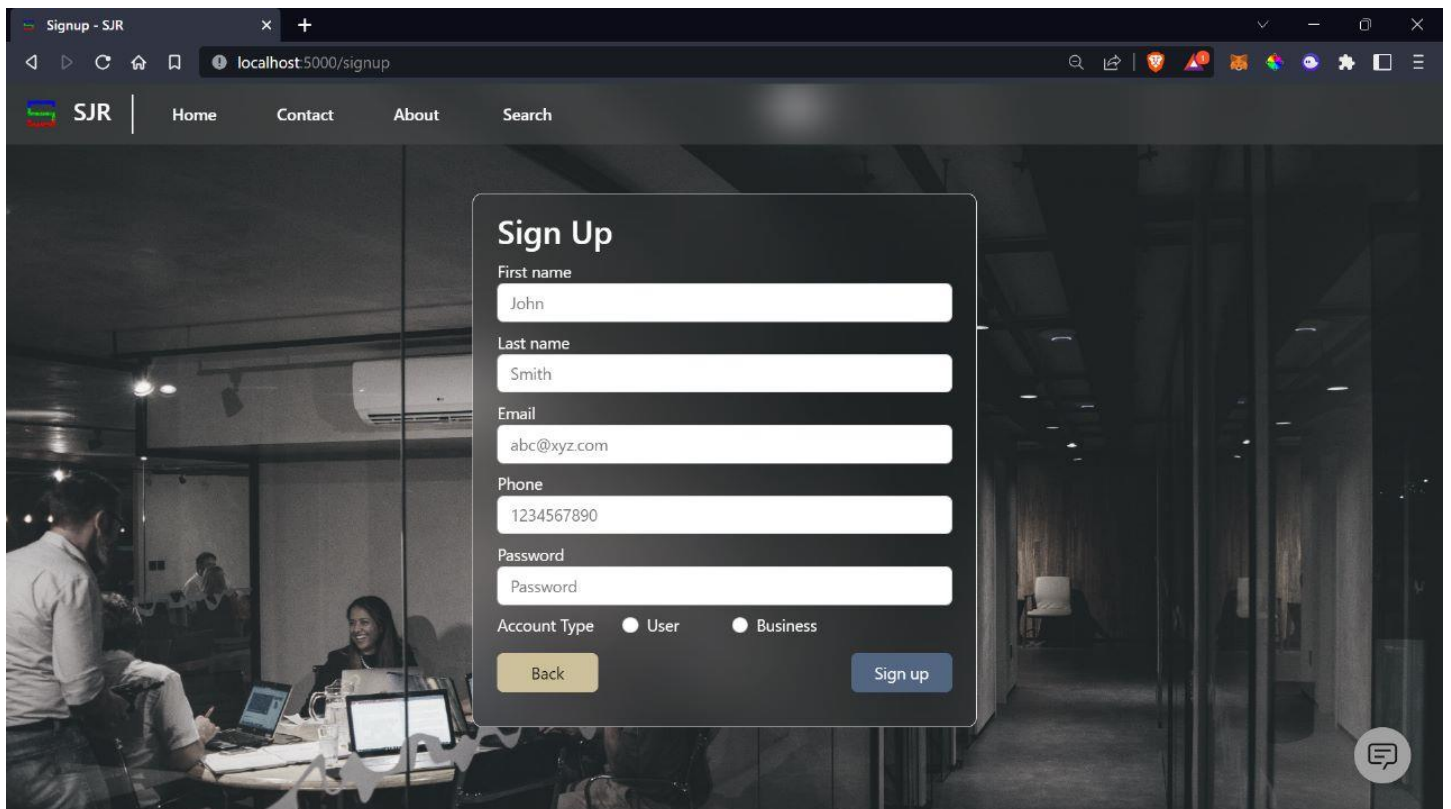 Signup - SJR
localhost:5000/signup
SJR Home Contact About Search
Sign Up
First name
John
Last name
Smith
Email
abc@xyz.com
Phone
1234567890
Password
Password
Account Type User Business
Back Sign up